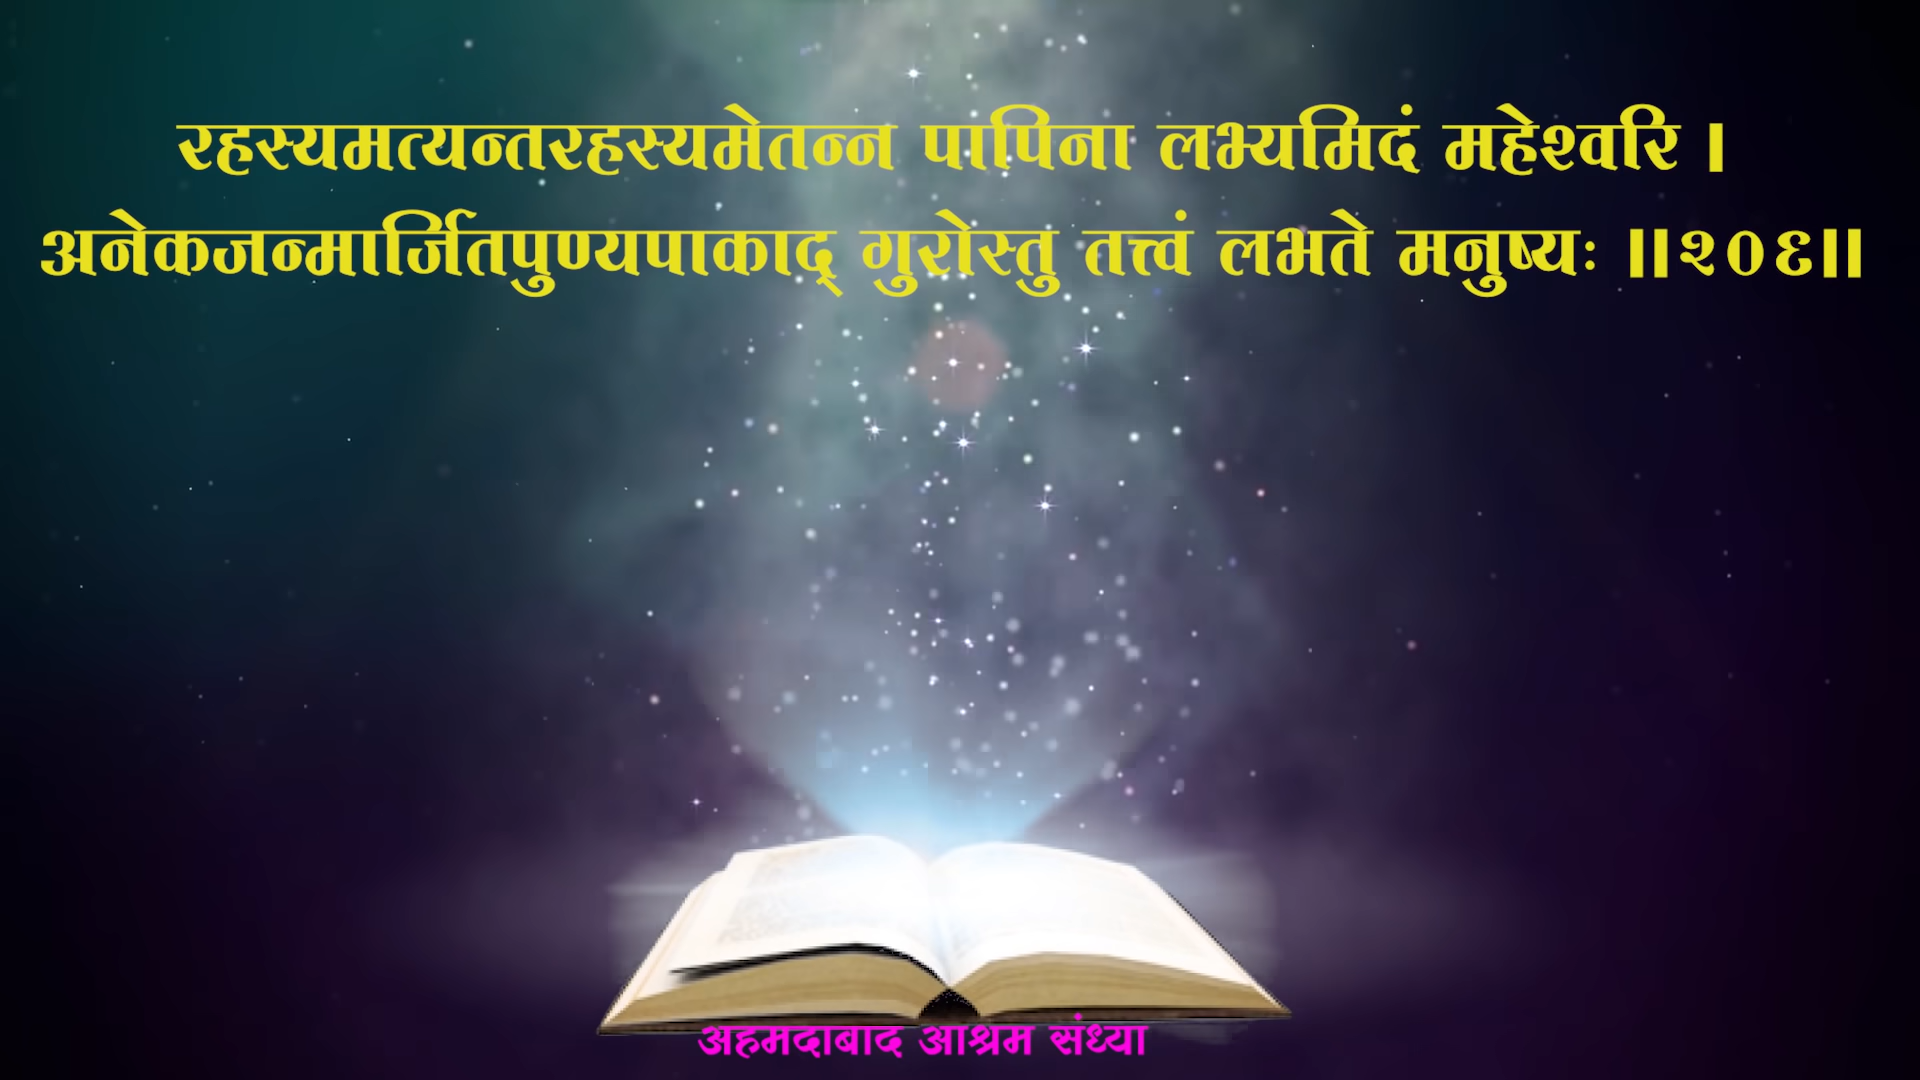 रहस्यमत्यन्तरहस्यमेतन्न पापिना लभ्यमिदं महेश्वरि ।
अनेकजन्मार्जितपुण्यपाकाद् गुरोस्तु तत्त्वं लभते मनुष्यः ॥२०९॥
अहमदाबाद आश्रम संध्या